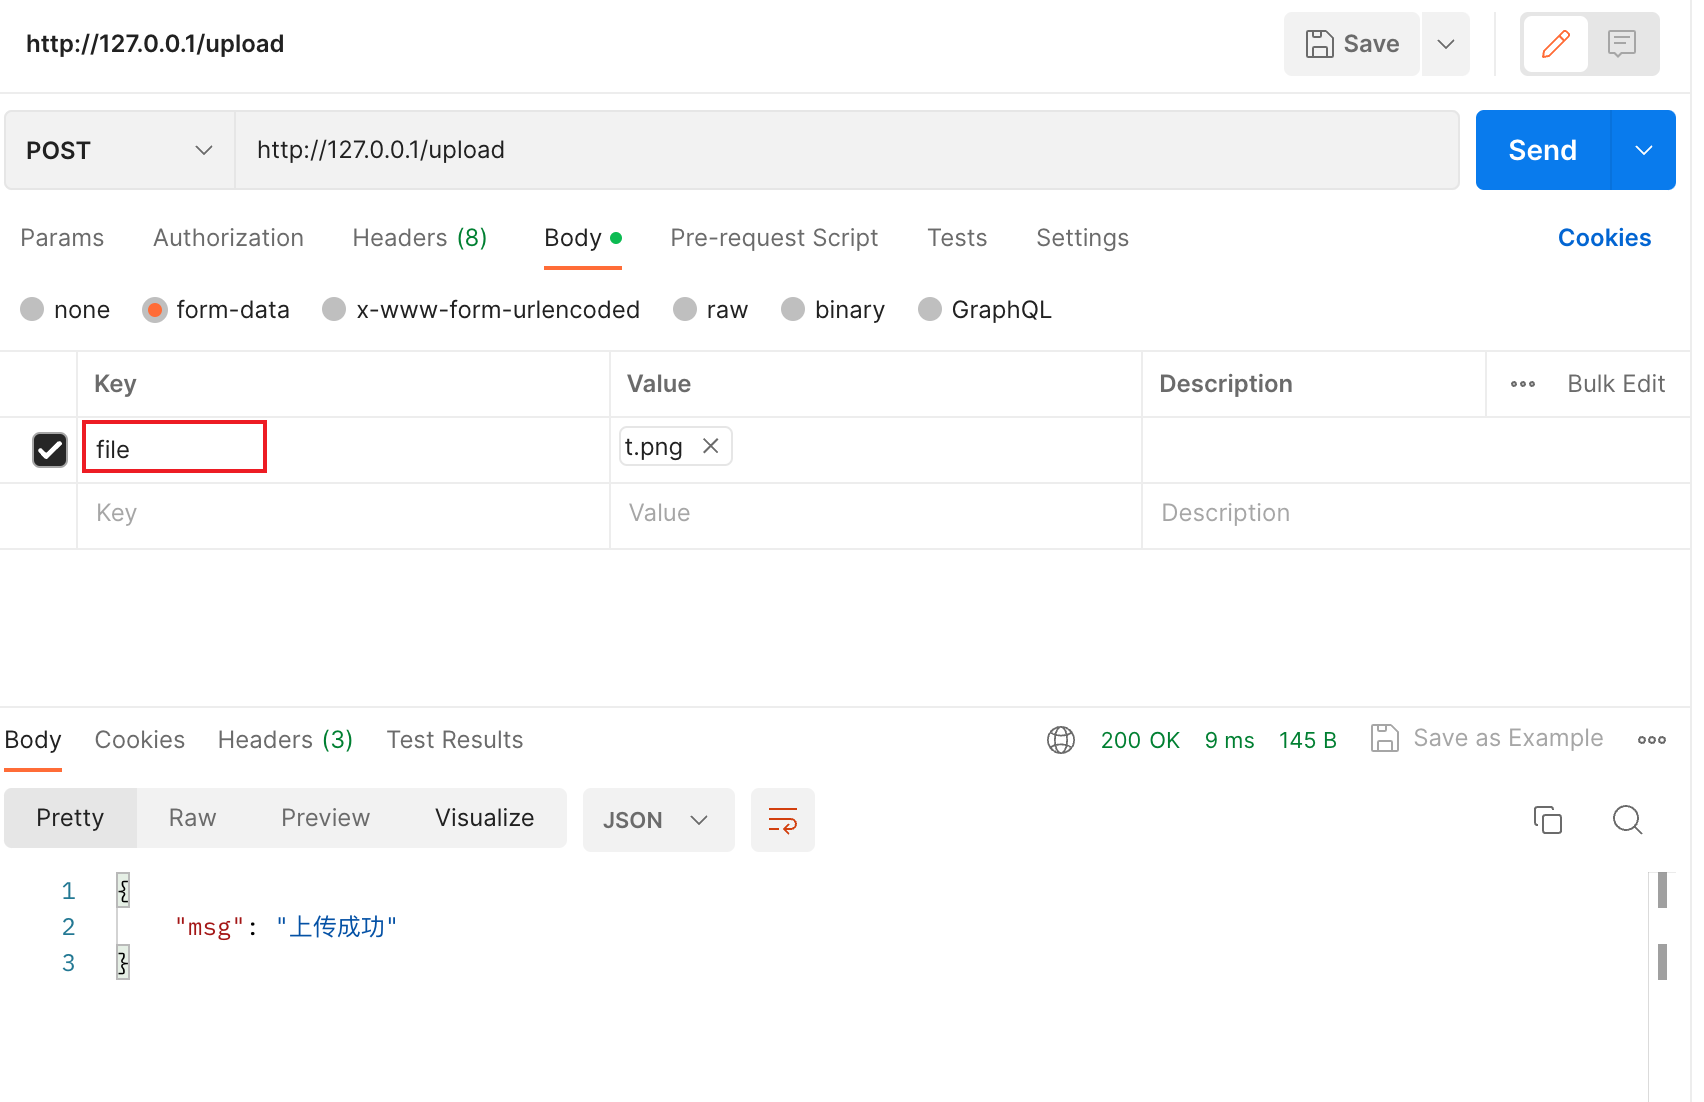 http://127.0.0.1/upload
Save
POST
http://127.0.0.1/upload
Send
Params Authorization Headers (8) Body Pre-request Script Tests Settings Cookies
none form-data x-www-form-urlencoded raw binary GraphQL
Key Value Description Bulk Edit
file t.png
Key Value Description
Body Cookies Headers (3) Test Results 200 OK 9 ms 145 B Save as Example
Pretty Raw Preview Visualize JSON
1 {
2 "msg": "上传成功"
3 }